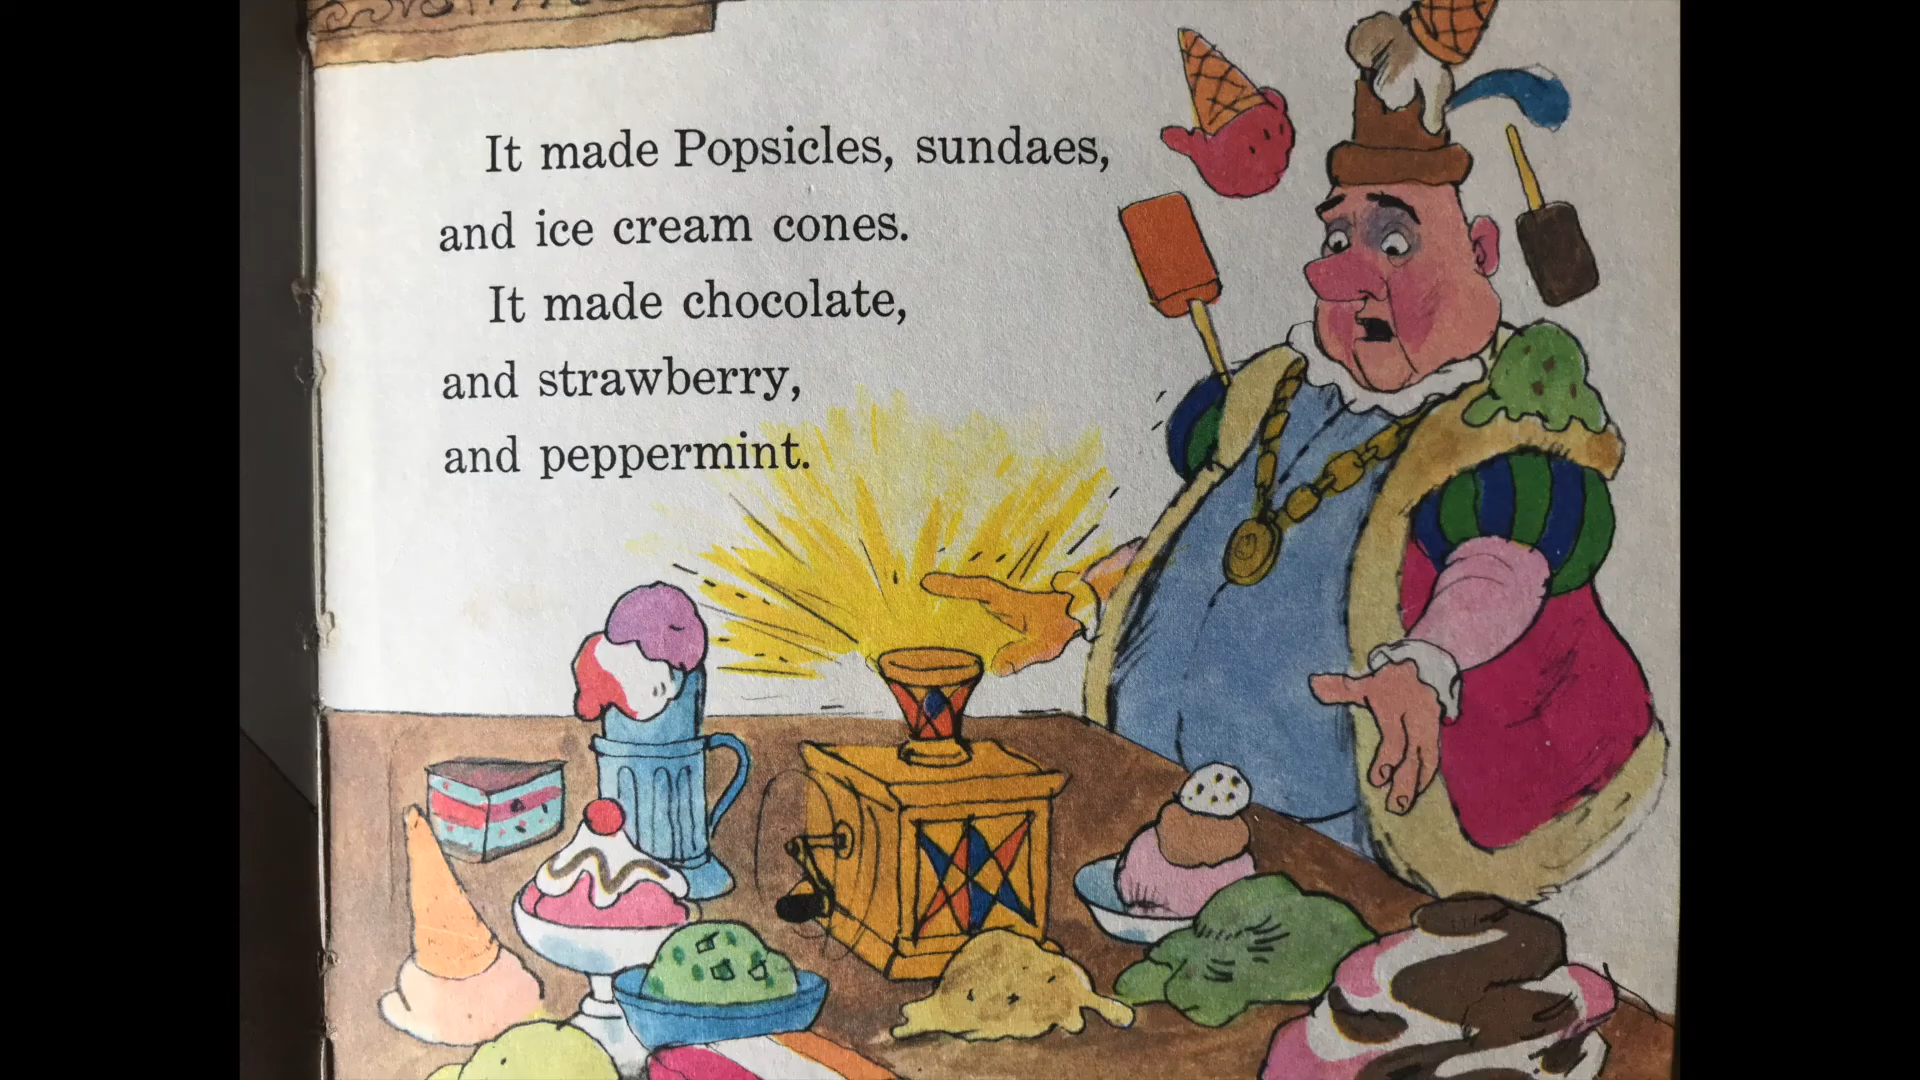 It made Popsicles, sundaes,
and ice cream cones.
It made chocolate,
and strawberry,
and peppermint.